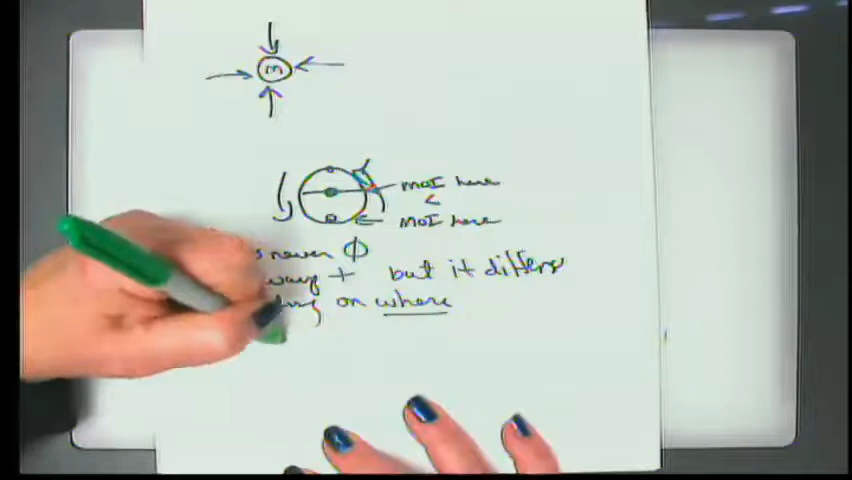 m
MOI here
<
MOI here
never Φ
+ but it differs
on where